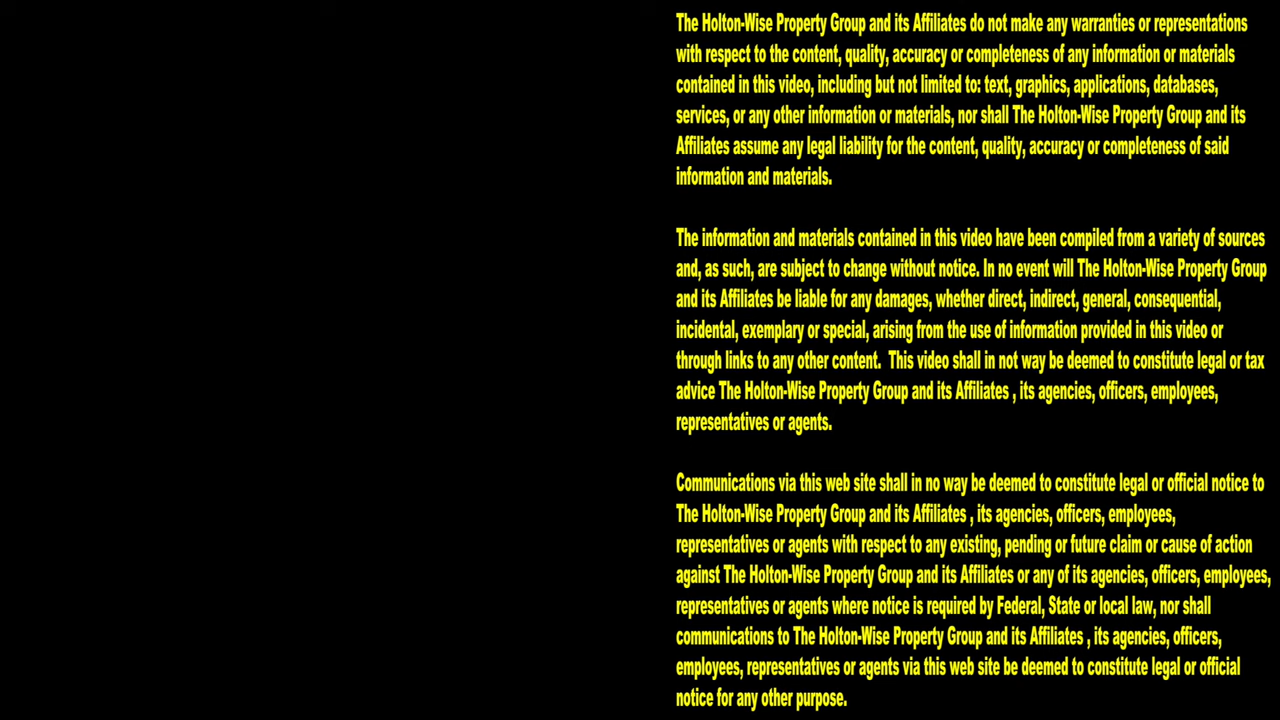 The Holton-Wise Property Group and its Affiliates do not make any warranties or representations
with respect to the content, quality, accuracy or completeness of any information or materials
contained in this video, including but not limited to: text, graphics, applications, databases,
services, or any other information or materials, nor shall The Holton-Wise Property Group and its
Affiliates assume any legal liability for the content, quality, accuracy or completeness of said
information and materials.
The information and materials contained in this video have been compiled from a variety of sources
and, as such, are subject to change without notice. In no event will The Holton-Wise Property Group
and its Affiliates be liable for any damages, whether direct, indirect, general, consequential,
incidental, exemplary or special, arising from the use of information provided in this video or
through links to any other content. This video shall in not way be deemed to constitute legal or tax
advice The Holton-Wise Property Group and its Affiliates , its agencies, officers, employees,
representatives or agents.
Communications via this web site shall in no way be deemed to constitute legal or official notice to
The Holton-Wise Property Group and its Affiliates , its agencies, officers, employees,
representatives or agents with respect to any existing, pending or future claim or cause of action
against The Holton-Wise Property Group and its Affiliates or any of its agencies, officers, employees,
representatives or agents where notice is required by Federal, State or local law, nor shall
communications to The Holton-Wise Property Group and its Affiliates , its agencies, officers,
employees, representatives or agents via this web site be deemed to constitute legal or official
notice for any other purpose.